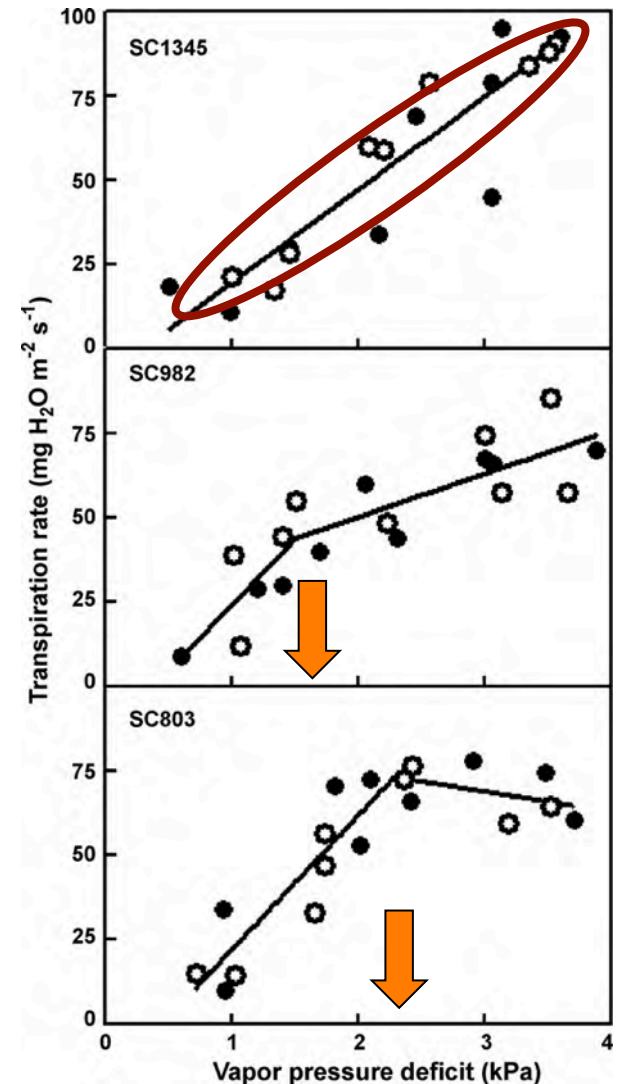 100
SC1345
75
50
25
0
SC982
75
50
25
0
SC803
75
50
25
0
0 1 2 3 4
Transpiration rate (mg H₂O m⁻² s⁻¹)
Vapor pressure deficit (kPa)